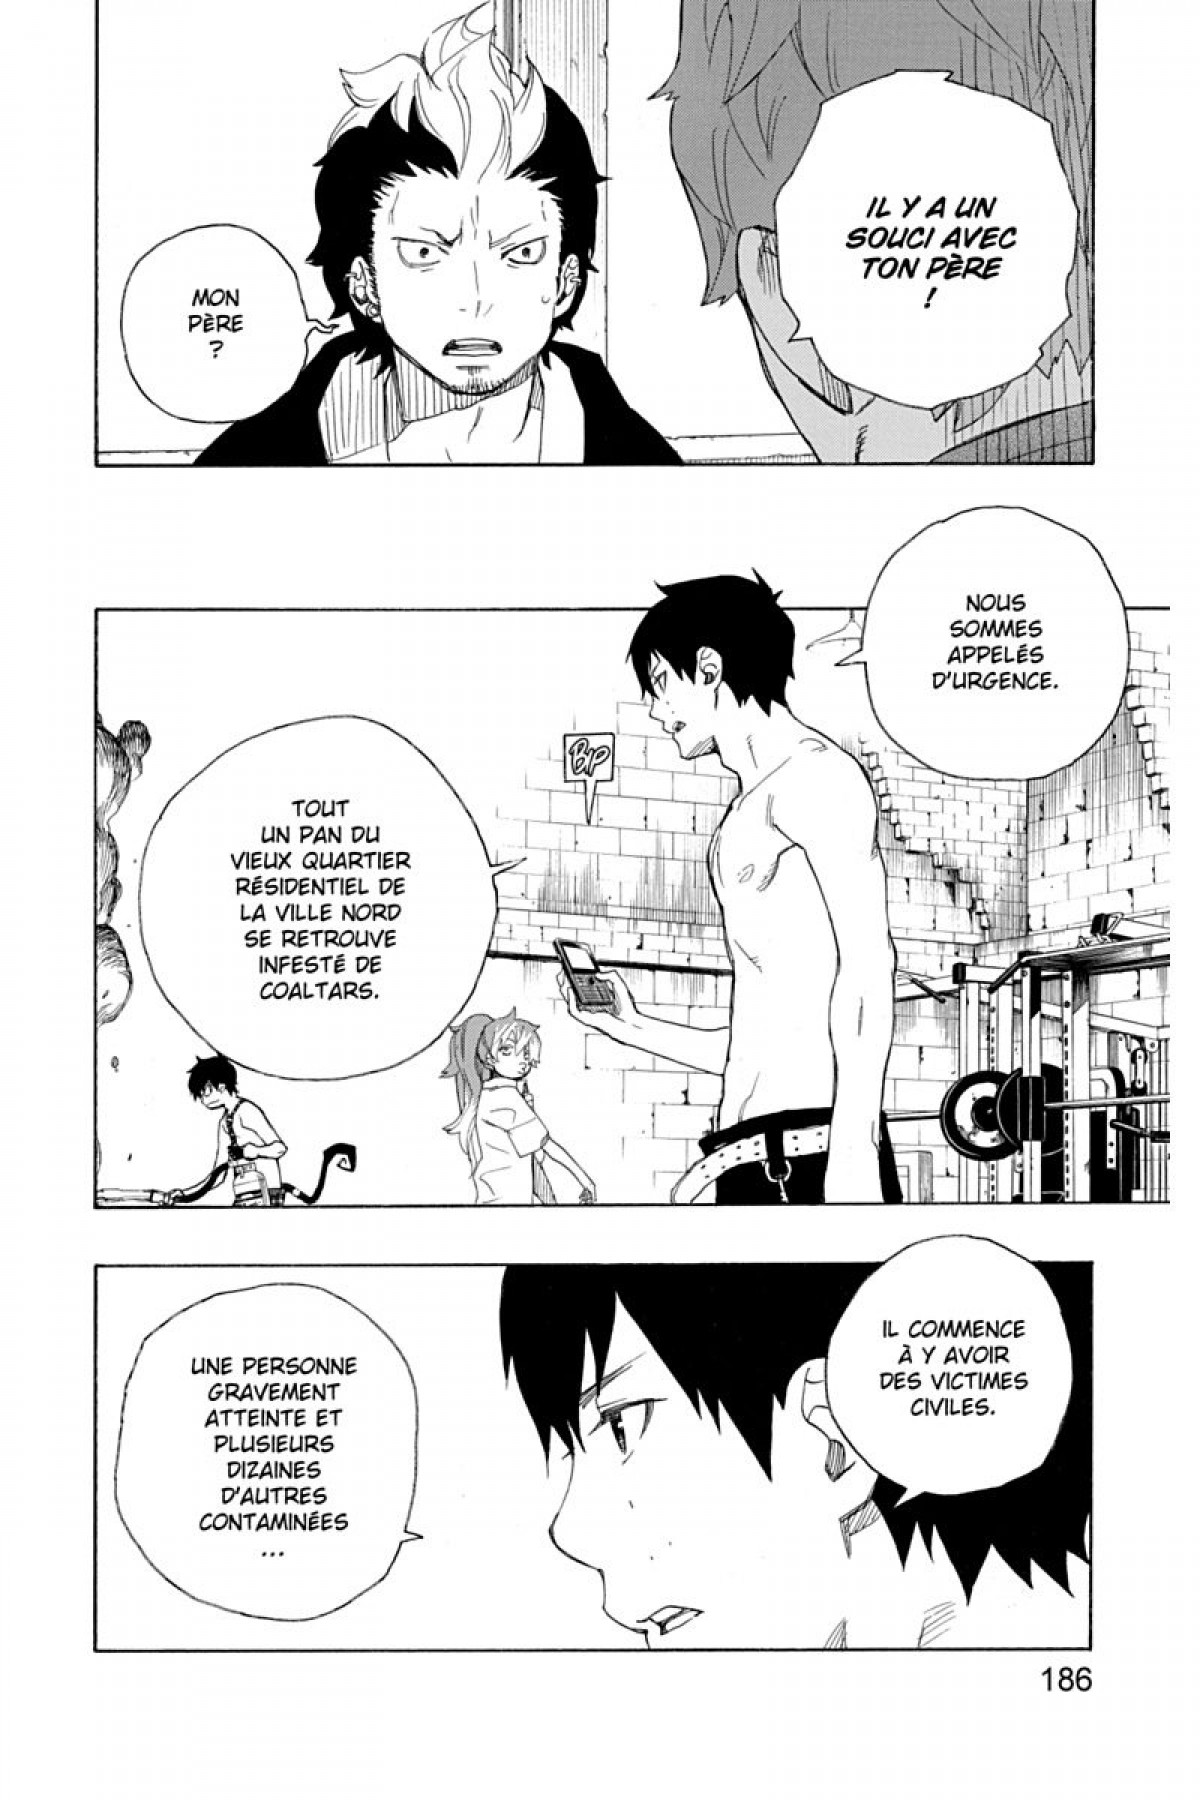 IL Y A UN
SOUCI AVEC
TON PÈRE
!
MON
PÈRE
?
NOUS
SOMMES
APPELÉS
D'URGENCE.
BIP
TOUT
UN PAN DU
VIEUX QUARTIER
RÉSIDENTIEL DE
LA VILLE NORD
SE RETROUVE
INFESTÉ DE
COALTARS.
IL COMMENCE
À Y AVOIR
DES VICTIMES
CIVILES.
UNE PERSONNE
GRAVEMENT
ATTEINTE ET
PLUSIEURS
DIZAINES
D'AUTRES
CONTAMINÉES
...
186